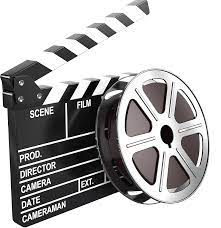 SCENE FILM
PROD.
DIRECTOR
CAMERA EXT.
DATE
CAMERAMAN